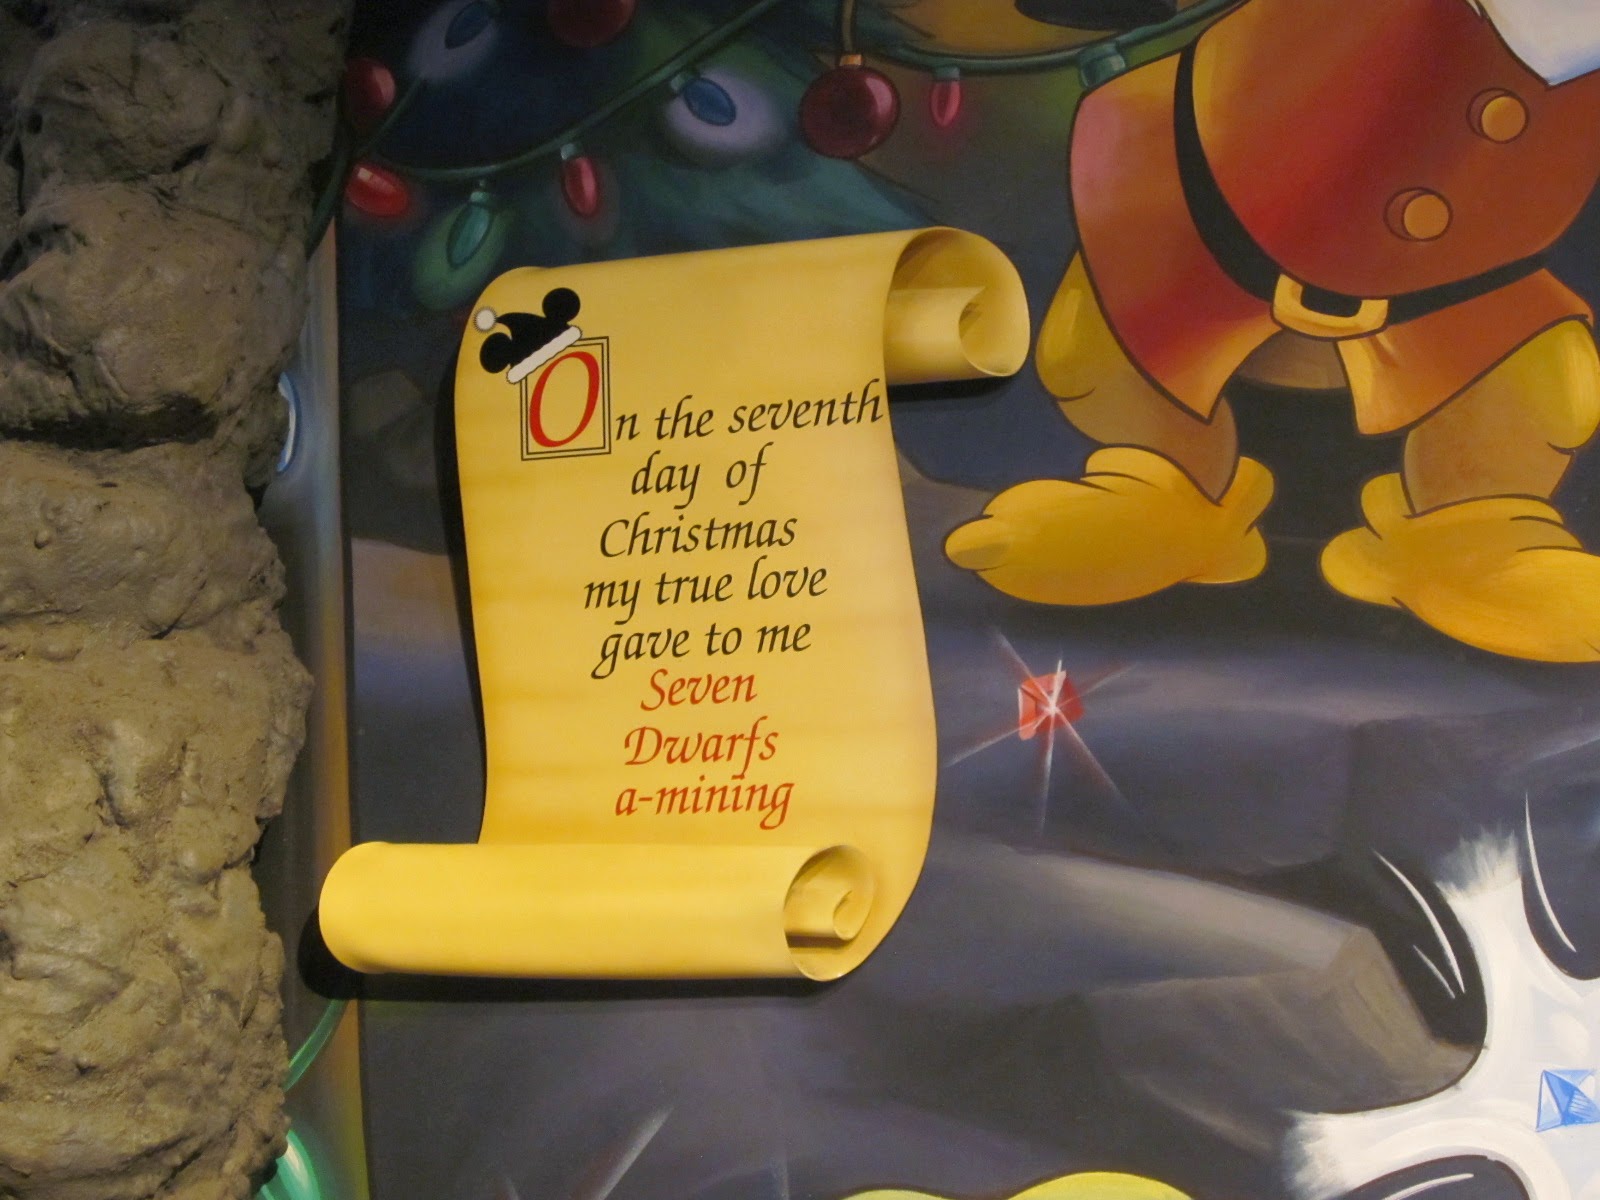 On the seventh
day of
Christmas
my true love
gave to me
Seven
Dwarfs
a-mining